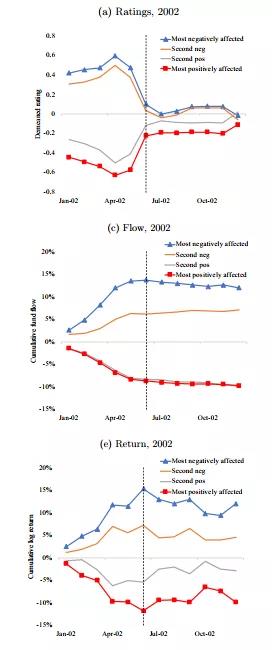 (a) Ratings, 2002
Most negatively affected
Second neg
Second pos
Most positively affected
Demeaned rating
0.8
0.6
0.4
0.2
0
-0.2
-0.4
-0.6
-0.8
Jan-02
Apr-02
Jul-02
Oct-02
(c) Flow, 2002
Most negatively affected
Second neg
Second pos
Most positively affected
Cumulative fund flow
20%
15%
10%
5%
0%
-5%
-10%
-15%
Jan-02
Apr-02
Jul-02
Oct-02
(e) Return, 2002
Most negatively affected
Second neg
Second pos
Most positively affected
Cumulative log return
20%
15%
10%
5%
0%
-5%
-10%
-15%
Jan-02
Apr-02
Jul-02
Oct-02